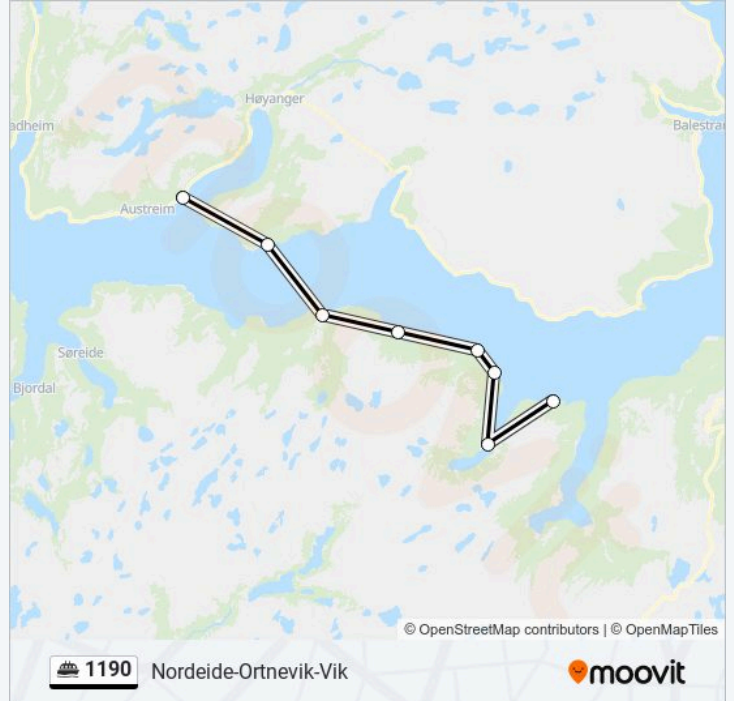 Høyanger
adheim
Balestra
Austreim
Søreide
Bjordal
© OpenStreetMap contributors | © OpenMapTiles
1190 Nordeide-Ortnevik-Vik
moovit